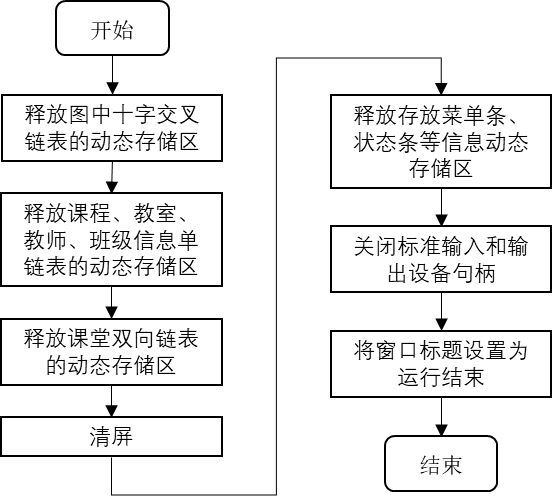 开始
释放图中十字交叉
链表的动态存储区
释放课程、教室、
教师、班级信息单
链表的动态存储区
释放课堂双向链表
的动态存储区
清屏
释放存放菜单条、
状态条等信息动态
存储区
关闭标准输入和输
出设备句柄
将窗口标题设置为
运行结束
结束